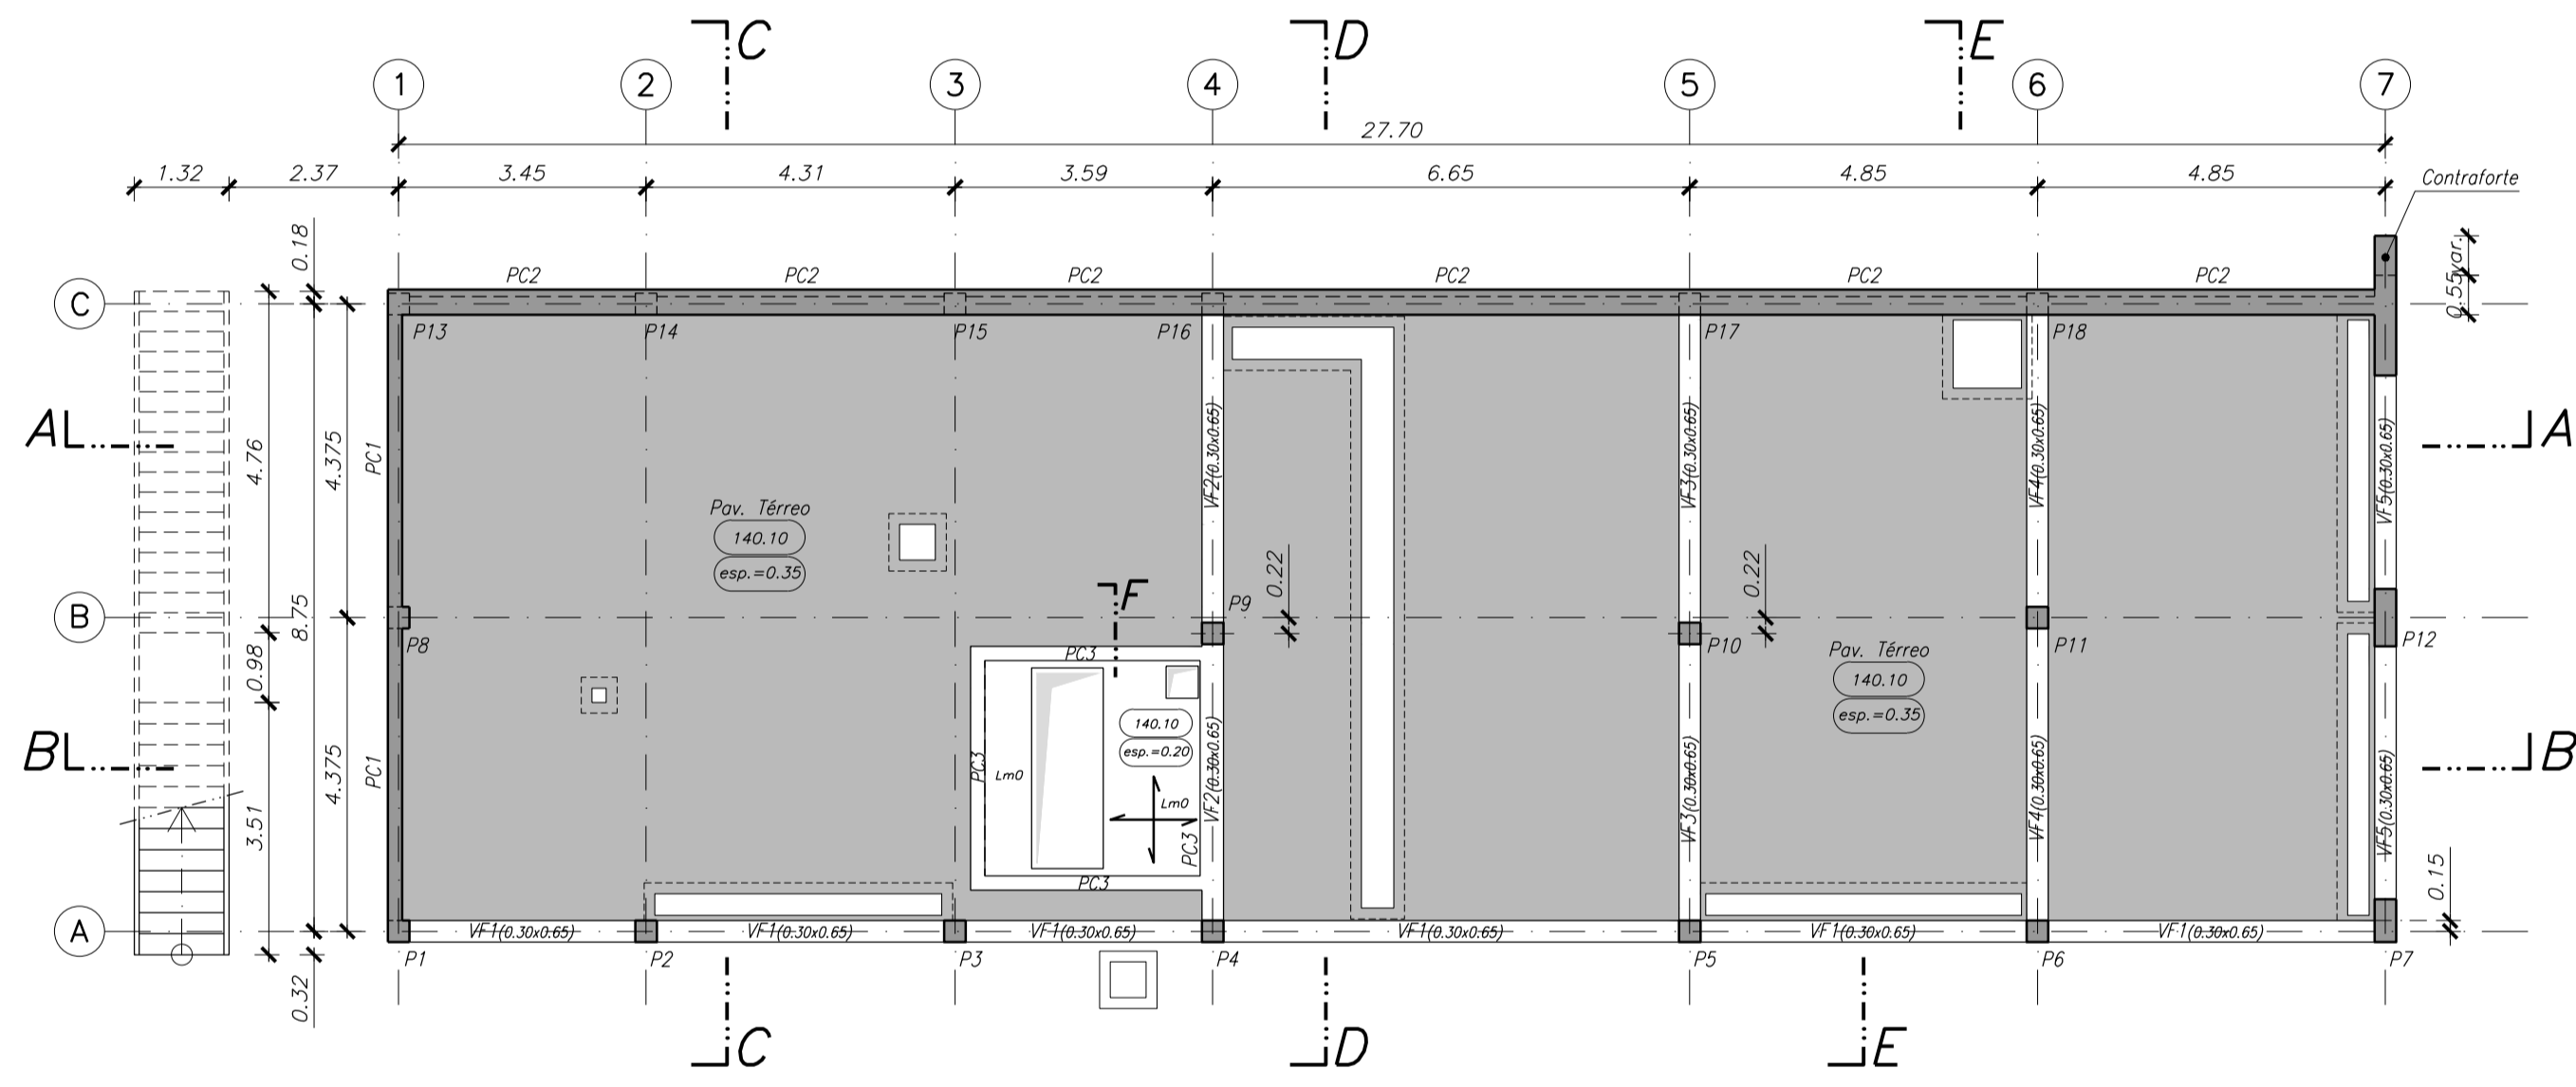 C D E
1 2 3 4 5 6 7
27.70
1.32 2.37 3.45 4.31 3.59 6.65 4.85 4.85
Contraforte
0.18
0.55 var.
PC2 PC2 PC2 PC2 PC2 PC2
C
P13 P14 P15 P16 P17 P18
A A
4.76
4.375
PC1
VF2(0.30x0.65)
VF3(0.30x0.65)
VF4(0.30x0.65)
VF5(0.30x0.65)
Pav. Térreo
140.10
esp.=0.35
0.22
0.22
F
B
8.75
P8
P9
P10
P11
P12
Pav. Térreo
140.10
esp.=0.35
0.98
PC3
140.10
esp.=0.20
PC3
Lm0
Lm0
PC3
PC3
B B
3.51
4.375
PC1
VF2(0.30x0.65)
VF3(0.30x0.65)
VF4(0.30x0.65)
VF5(0.30x0.65)
0.15
A
VF1(0.30x0.65) VF1(0.30x0.65) VF1(0.30x0.65) VF1(0.30x0.65) VF1(0.30x0.65) VF1(0.30x0.65)
P1 P2 P3 P4 P5 P6 P7
0.32
C D E